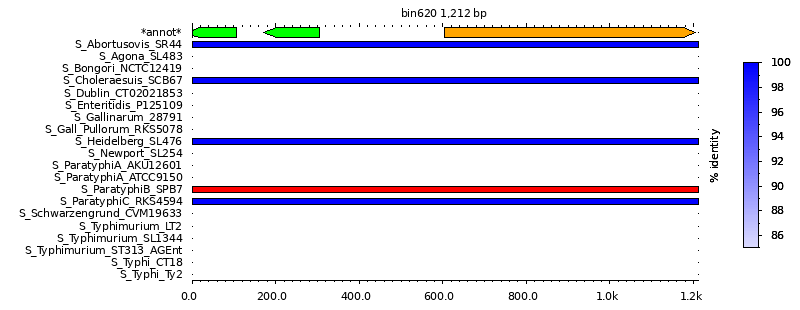 bin620 1,212 bp
*annot*
S_Abortusovis_SR44
S_Agona_SL483
S_Bongori_NCTC12419
S_Choleraesuis_SCB67
S_Dublin_CT02021853
S_Enteritidis_P125109
S_Gallinarum_28791
S_Gall_Pullorum_RKS5078
S_Heidelberg_SL476
S_Newport_SL254
S_ParatyphiA_AKU12601
S_ParatyphiA_ATCC9150
S_ParatyphiB_SPB7
S_ParatyphiC_RKS4594
S_Schwarzengrund_CVM19633
S_Typhimurium_LT2
S_Typhimurium_SL1344
S_Typhimurium_ST313_AGEnt
S_Typhi_CT18
S_Typhi_Ty2
0.0 200.0 400.0 600.0 800.0 1.0k 1.2k
% identity
100
98
96
94
92
90
88
86